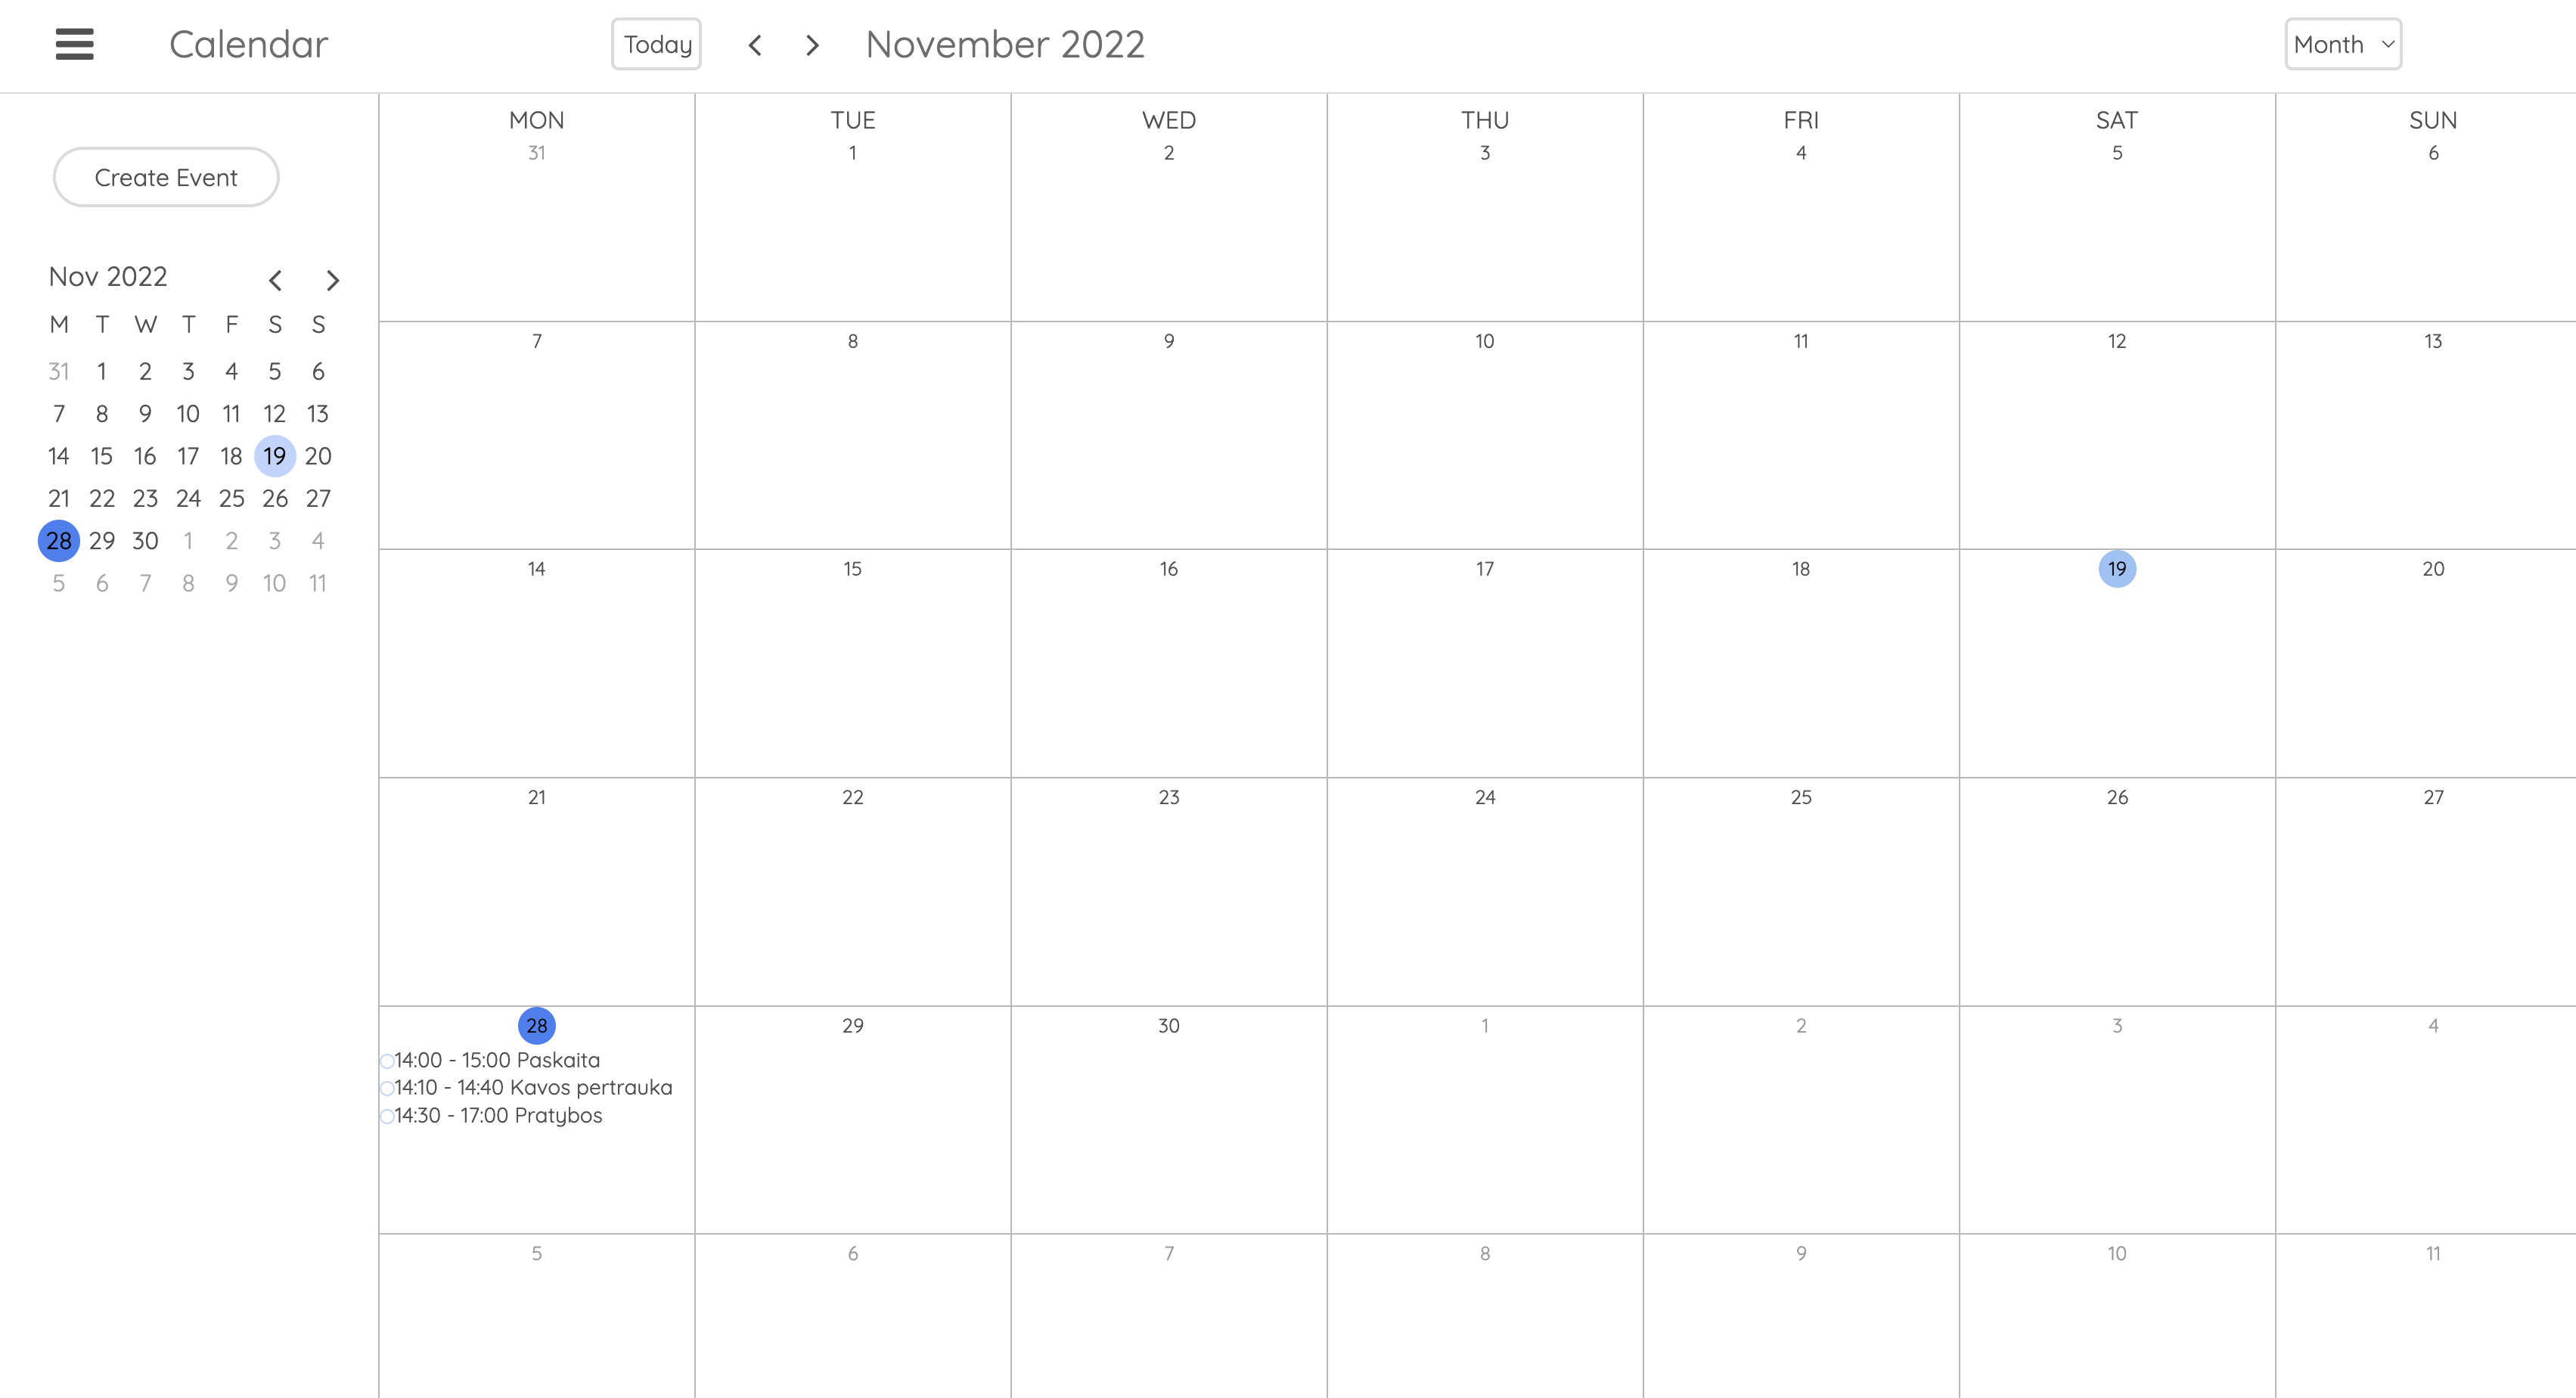 Calendar
Today
November 2022
Month
Create Event
Nov 2022
M T W T F S S
31 1 2 3 4 5 6
7 8 9 10 11 12 13
14 15 16 17 18 19 20
21 22 23 24 25 26 27
28 29 30 1 2 3 4
5 6 7 8 9 10 11
MON TUE WED THU FRI SAT SUN
31 1 2 3 4 5 6
7 8 9 10 11 12 13
14 15 16 17 18 19 20
21 22 23 24 25 26 27
28 29 30 1 2 3 4
14:00 - 15:00 Paskaita
14:10 - 14:40 Kavos pertrauka
14:30 - 17:00 Pratybos
5 6 7 8 9 10 11